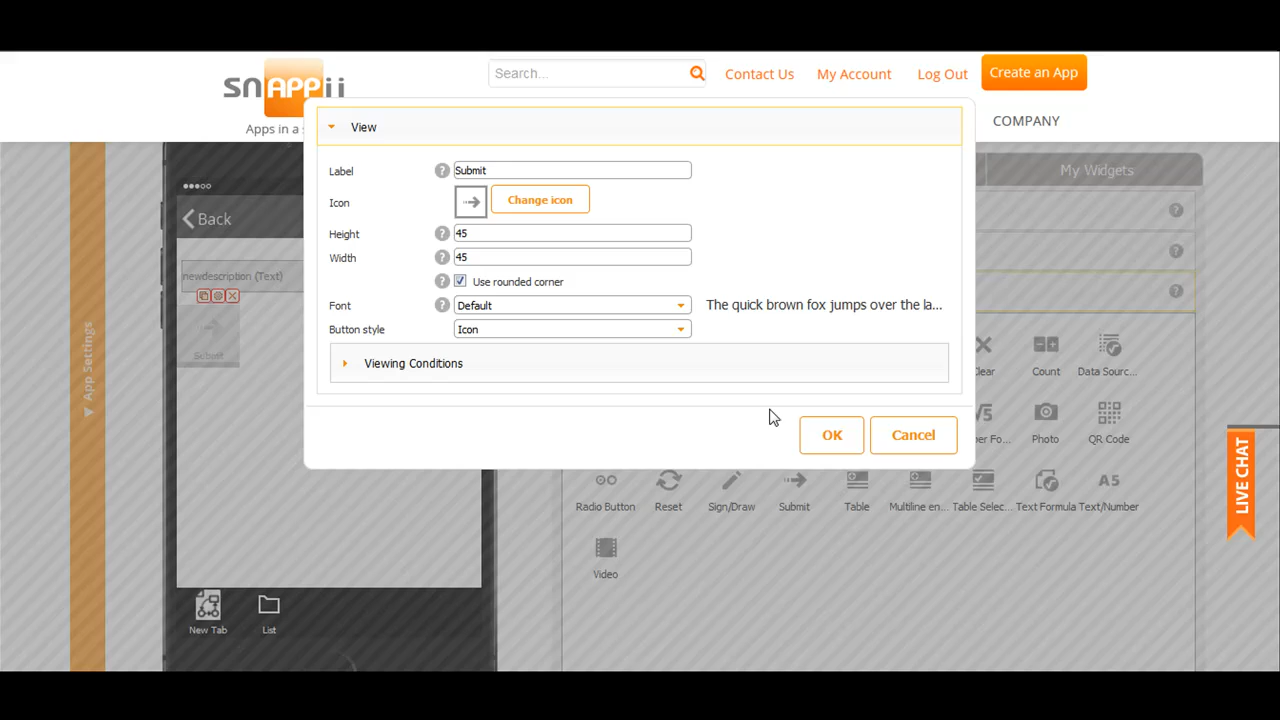 snAPPii
Apps in a s
Search...
Contact Us
My Account
Log Out
Create an App
COMPANY
My Widgets
View
Label
? Submit
Icon
Change icon
Height
? 45
Width
? 45
? Use rounded corner
Font
? Default
The quick brown fox jumps over the la...
Button style
Icon
Viewing Conditions
OK
Cancel
?
?
?
Back
newdescription (Text)
Submit
App Settings
New Tab
List
Clear
Count
Data Sourc...
er Fo...
Photo
QR Code
Radio Button
Reset
Sign/Draw
Submit
Table
Multiline en...
Table Selec...
Text Formula
A5
Text/Number
Video
LIVE CHAT